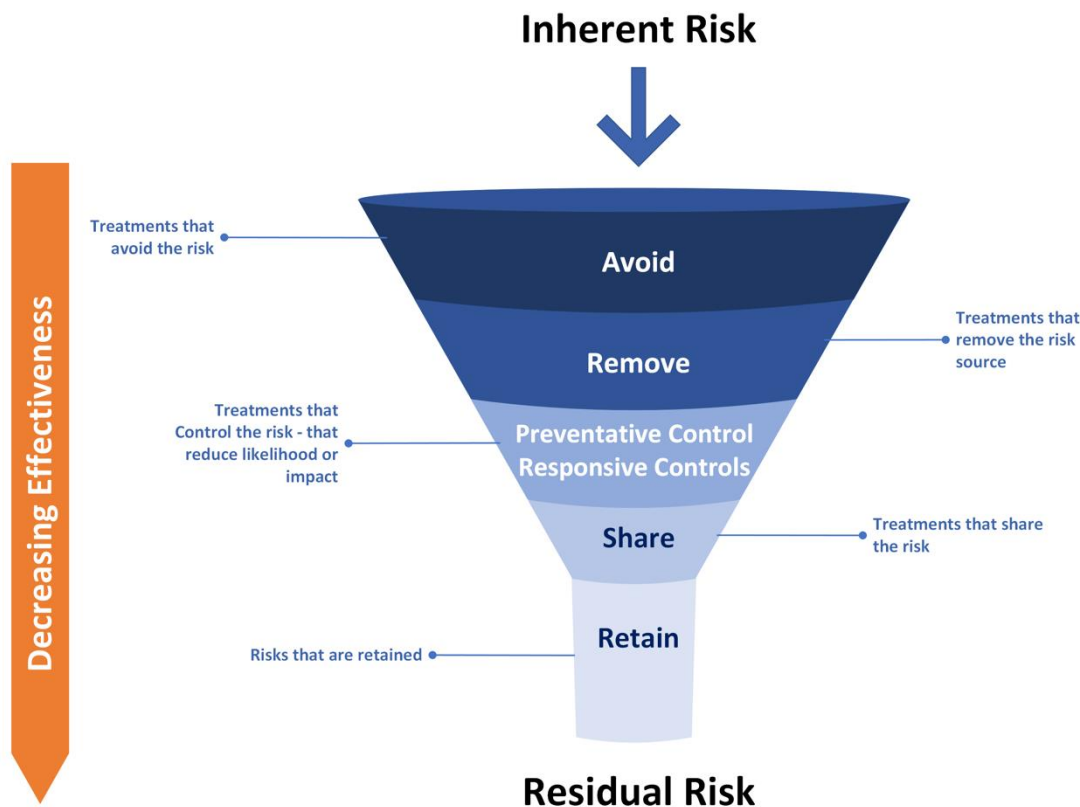 Inherent Risk
Treatments that
avoid the risk
Avoid
Treatments that
remove the risk
source
Remove
Treatments that
Control the risk - that
reduce likelihood or
impact
Preventative Control
Responsive Controls
Share
Treatments that share
the risk
Retain
Risks that are retained
Decreasing Effectiveness
Residual Risk